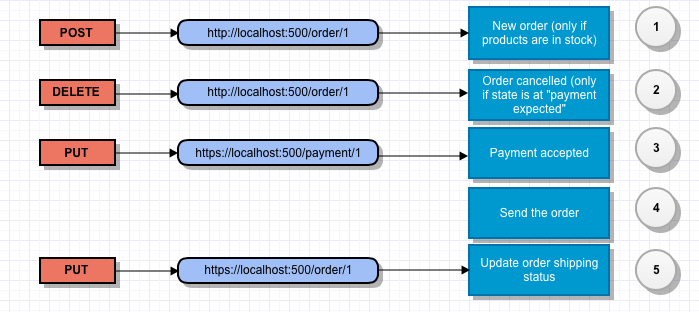 POST
http://localhost:500/order/1
New order (only if
products are in stock)
1
DELETE
http://localhost:500/order/1
Order cancelled (only
if state is at "payment
expected"
2
PUT
https://localhost:500/payment/1
Payment accepted
3
Send the order
4
PUT
https://localhost:500/order/1
Update order shipping
status
5